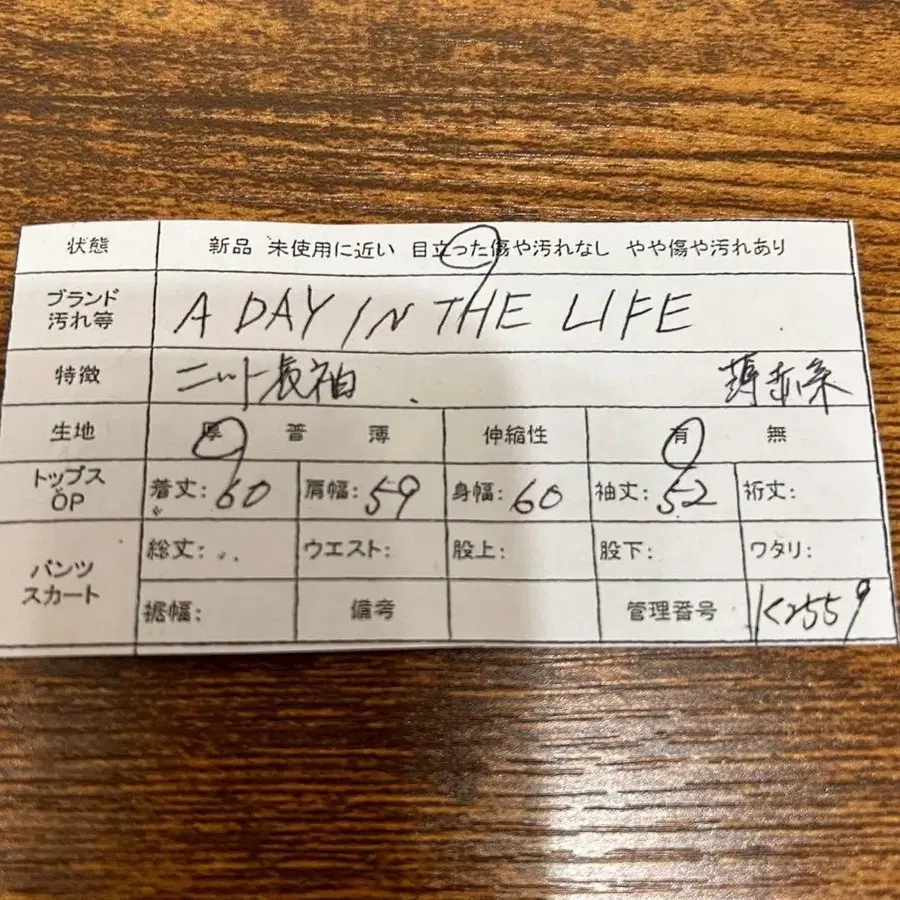 状態 新品 未使用に近い 目立った傷や汚れなし やや傷や汚れあり
ブランド
汚れ等 A DAY IN THE LIFE
特徴 ニット長袖 薄赤系
生地 厚 普 薄 伸縮性 有 無
トップス
OP 着丈: 60 肩幅: 59 身幅: 60 袖丈: 52 裄丈:
パンツ
スカート 総丈: ウエスト: 股上: 股下: ワタリ:
裾幅: 備考 管理番号 K2559